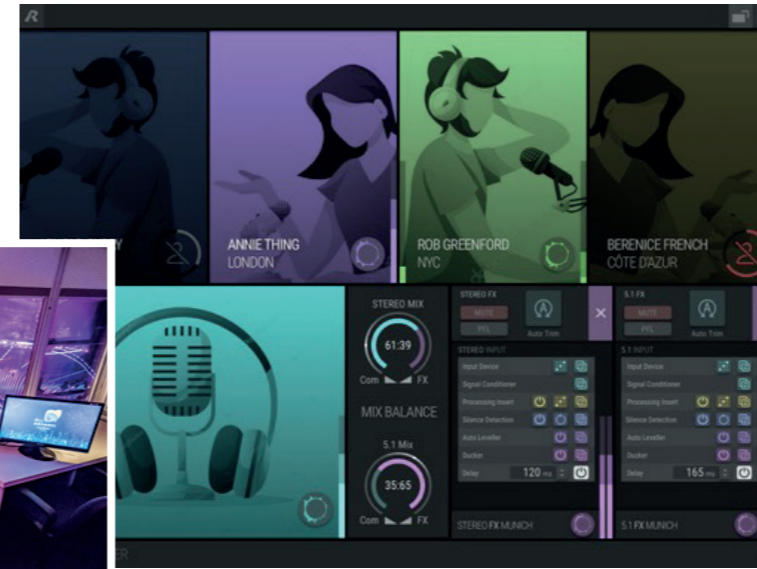 R
Y
ANNIE THING
LONDON
ROB GREENFORD
NYC
BERENICE FRENCH
CÔTE D'AZUR
STEREO MIX
61:39
Com FX
MIX BALANCE
5.1 Mix
35:65
Com FX
STEREO FX
MUTE
PFL
Auto Trim
STEREO INPUT
Input Device
Signal Conditioner
Processing Insert
Silence Detection
Auto Leveller
Ducker
Delay 120 ms
STEREO FX MUNICH
5.1 FX
MUTE
PFL
Auto Trim
5.1 INPUT
Input Device
Signal Conditioner
Processing Insert
Silence Detection
Auto Leveller
Ducker
Delay 165 ms
5.1 FX MUNICH
ER